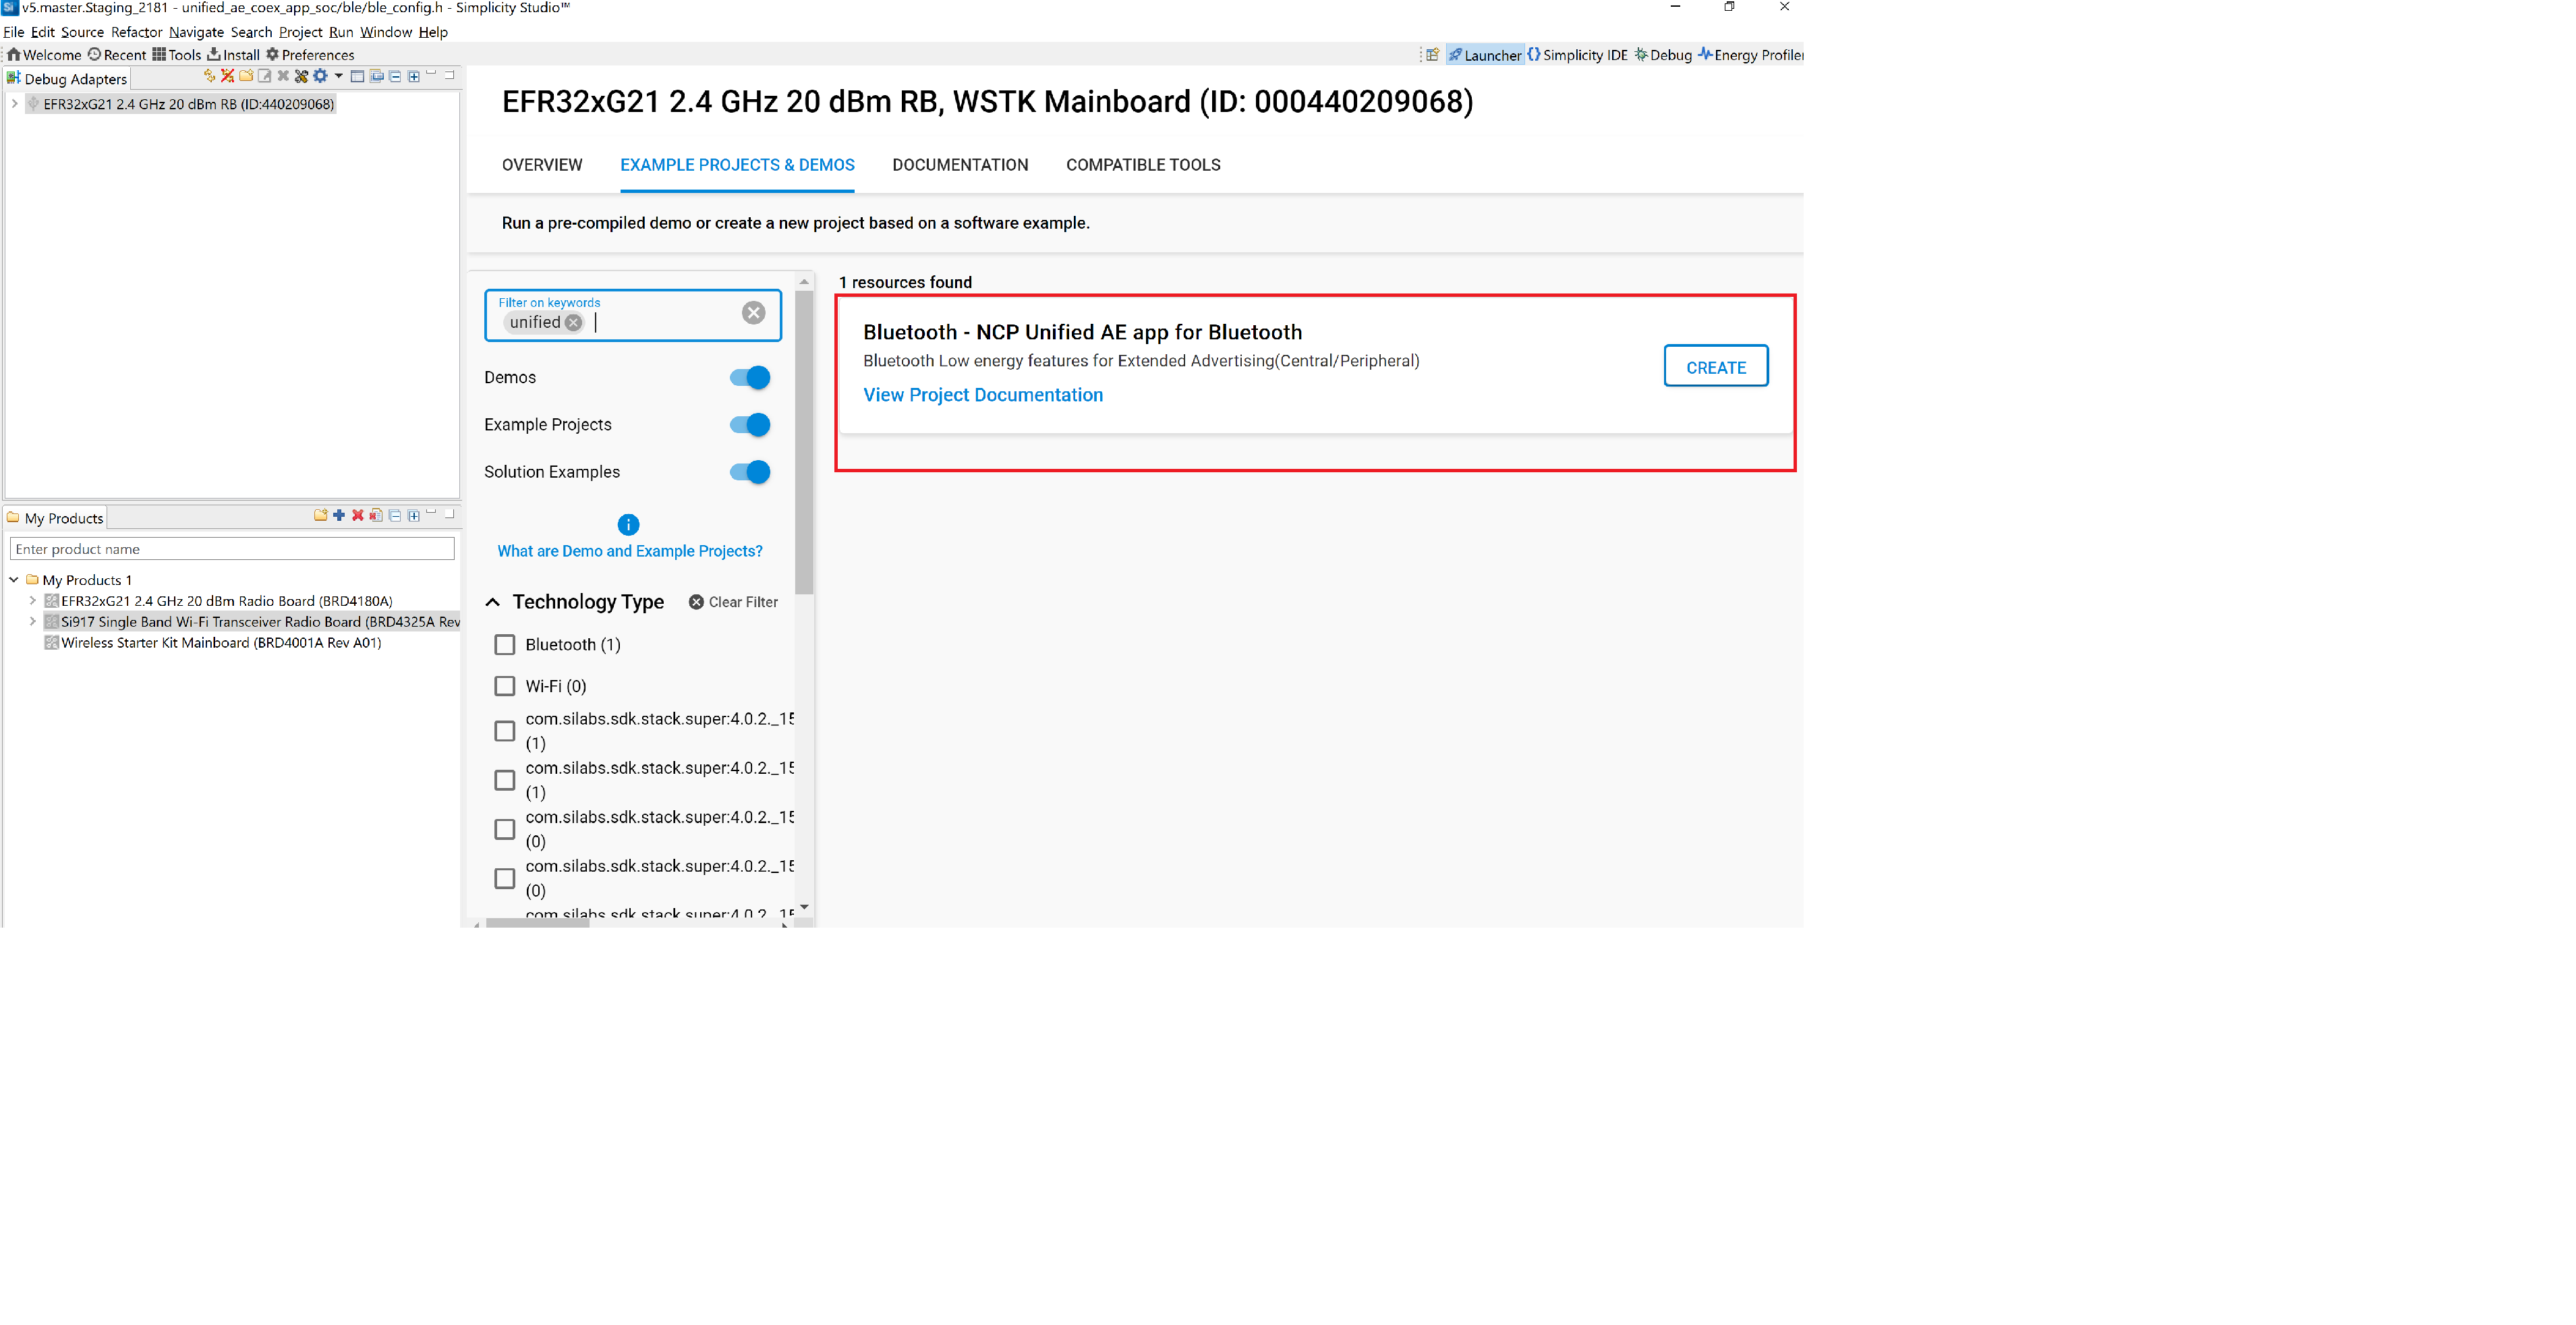 v5.master.Staging_2181 - unified_ae_coex_app_soc/ble/ble_config.h - Simplicity Studio™
File Edit Source Refactor Navigate Search Project Run Window Help
Welcome Recent Tools Install Preferences
Launcher Simplicity IDE Debug Energy Profiler
Debug Adapters
EFR32xG21 2.4 GHz 20 dBm RB (ID:440209068)
My Products
Enter product name
My Products 1
EFR32xG21 2.4 GHz 20 dBm Radio Board (BRD4180A)
Si917 Single Band Wi-Fi Transceiver Radio Board (BRD4325A Rev
Wireless Starter Kit Mainboard (BRD4001A Rev A01)
EFR32xG21 2.4 GHz 20 dBm RB, WSTK Mainboard (ID: 000440209068)
OVERVIEW EXAMPLE PROJECTS & DEMOS DOCUMENTATION COMPATIBLE TOOLS
Run a pre-compiled demo or create a new project based on a software example.
Filter on keywords
unified
Demos
Example Projects
Solution Examples
What are Demo and Example Projects?
Technology Type Clear Filter
Bluetooth (1)
Wi-Fi (0)
com.silabs.sdk.stack.super:4.0.2._15
(1)
com.silabs.sdk.stack.super:4.0.2._15
(1)
com.silabs.sdk.stack.super:4.0.2._15
(0)
com.silabs.sdk.stack.super:4.0.2._15
(0)
com.silabs.sdk.stack.super:4.0.2._15
1 resources found
Bluetooth - NCP Unified AE app for Bluetooth
Bluetooth Low energy features for Extended Advertising(Central/Peripheral)
View Project Documentation
CREATE